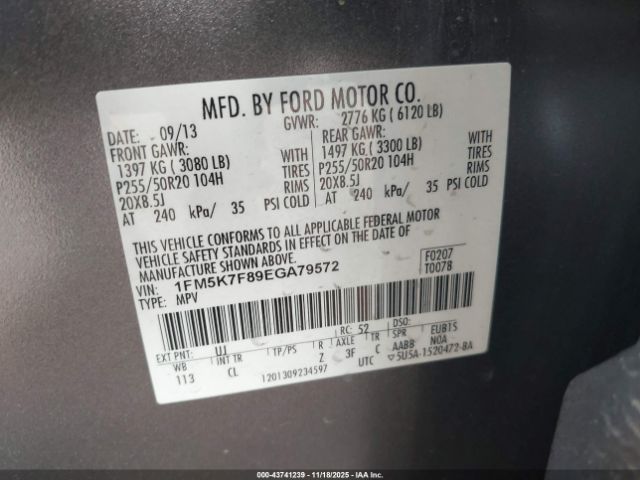 MFD. BY FORD MOTOR CO.
DATE: 09/13 GVWR: 2776 KG ( 6120 LB)
FRONT GAWR: REAR GAWR:
1397 KG ( 3080 LB) WITH 1497 KG ( 3300 LB) WITH
P255/50R20 104H TIRES P255/50R20 104H TIRES
20X8.5J RIMS 20X8.5J RIMS
AT 240 kPa/ 35 PSI COLD AT 240 kPa/ 35 PSI COLD
THIS VEHICLE CONFORMS TO ALL APPLICABLE FEDERAL MOTOR
VEHICLE SAFETY STANDARDS IN EFFECT ON THE DATE OF
MANUFACTURE SHOWN ABOVE.
VIN: 1FM5K7F89EGA79572 F0207
TYPE: MPV T0078
EXT PNT: UJ RC: 52 DSO:
WB INT TR TP/PS R AXLE TR SPR EUB15
113 CL Z 3F C AABB N0A
1201309234597 UTC 5U5A-1520472-BA
000-43741239 - 11/18/2025 - IAA Inc.